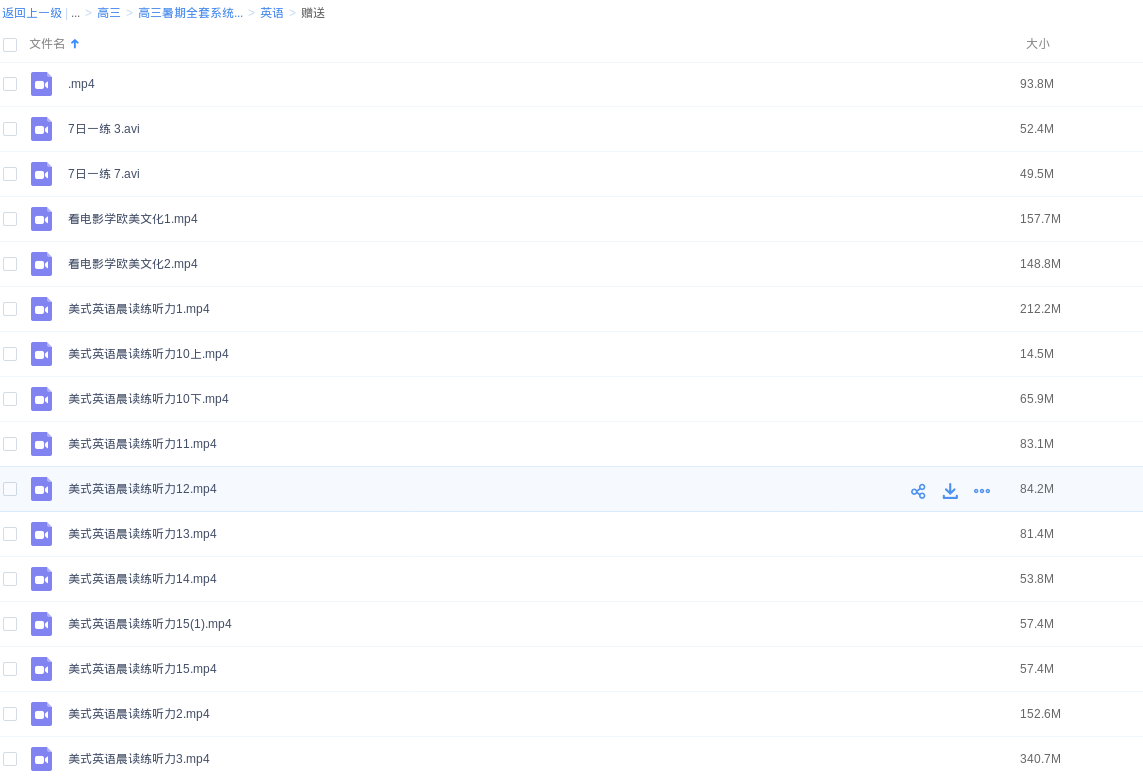 返回上一级 | ... > 高三 > 高三暑期全套系统... > 英语 > 赠送
文件名 大小
.mp4 93.8M
7日一练 3.avi 52.4M
7日一练 7.avi 49.5M
看电影学欧美文化1.mp4 157.7M
看电影学欧美文化2.mp4 148.8M
美式英语晨读练听力1.mp4 212.2M
美式英语晨读练听力10上.mp4 14.5M
美式英语晨读练听力10下.mp4 65.9M
美式英语晨读练听力11.mp4 83.1M
美式英语晨读练听力12.mp4 84.2M
美式英语晨读练听力13.mp4 81.4M
美式英语晨读练听力14.mp4 53.8M
美式英语晨读练听力15(1).mp4 57.4M
美式英语晨读练听力15.mp4 57.4M
美式英语晨读练听力2.mp4 152.6M
美式英语晨读练听力3.mp4 340.7M